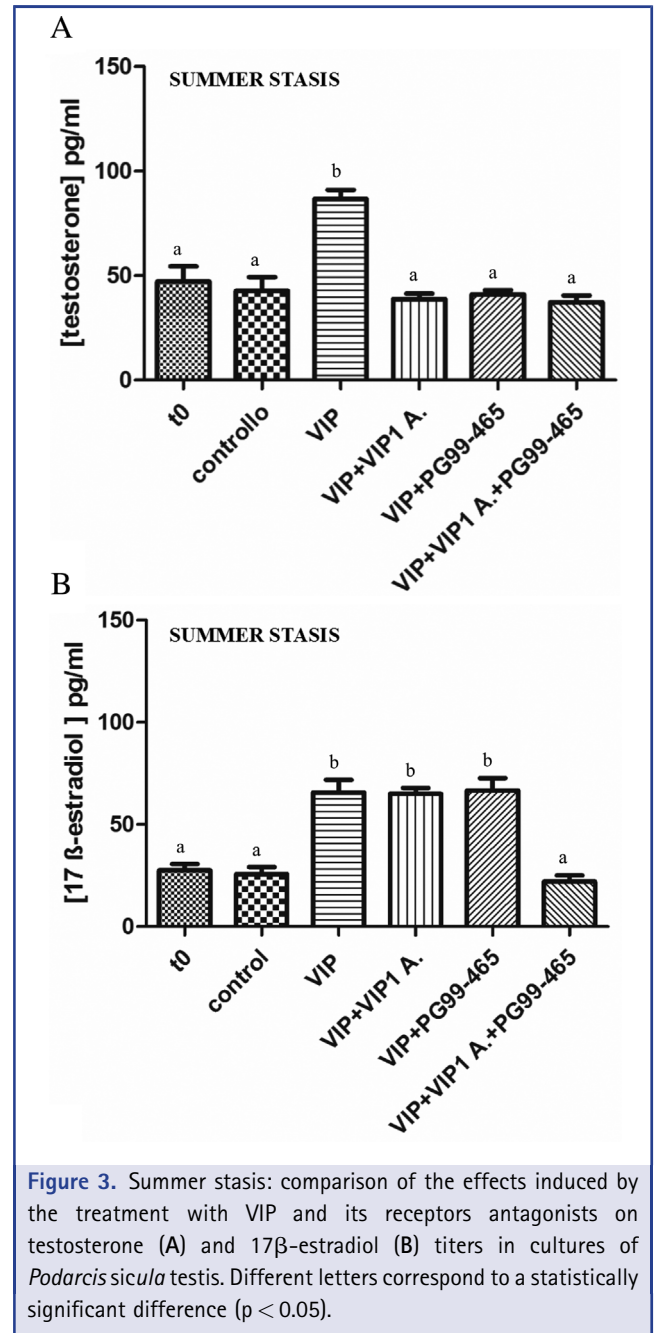 A
SUMMER STASIS
[testosterone] pg/ml
150
100
50
0
a
a
b
a
a
a
t0
controllo
VIP
VIP+VIP1 A.
VIP+PG99-465
VIP+VIP1 A.+PG99-465
B
SUMMER STASIS
[17 ß-estradiol ] pg/ml
150
100
50
0
a
a
b
b
b
a
t0
control
VIP
VIP+VIP1 A.
VIP+PG99-465
VIP+VIP1 A.+PG99-465
Figure 3. Summer stasis: comparison of the effects induced by
the treatment with VIP and its receptors antagonists on
testosterone (A) and 17β-estradiol (B) titers in cultures of
Podarcis sicula testis. Different letters correspond to a statistically
significant difference (p < 0.05).